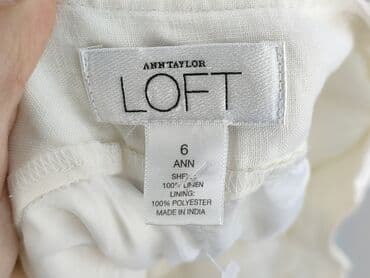 ANN TAYLOR
LOFT
6
ANN
100% LINEN
LINING:
100% POLYESTER
MADE IN INDIA